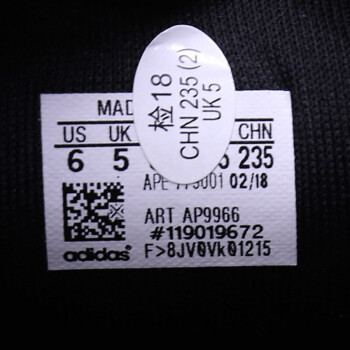 检18
CHN 235 (2)
UK 5
MAD
US UK CHN
6 5 235
APE 779001 02/18
ART AP9966
#119019672
adidas F>8JV0Vk01215